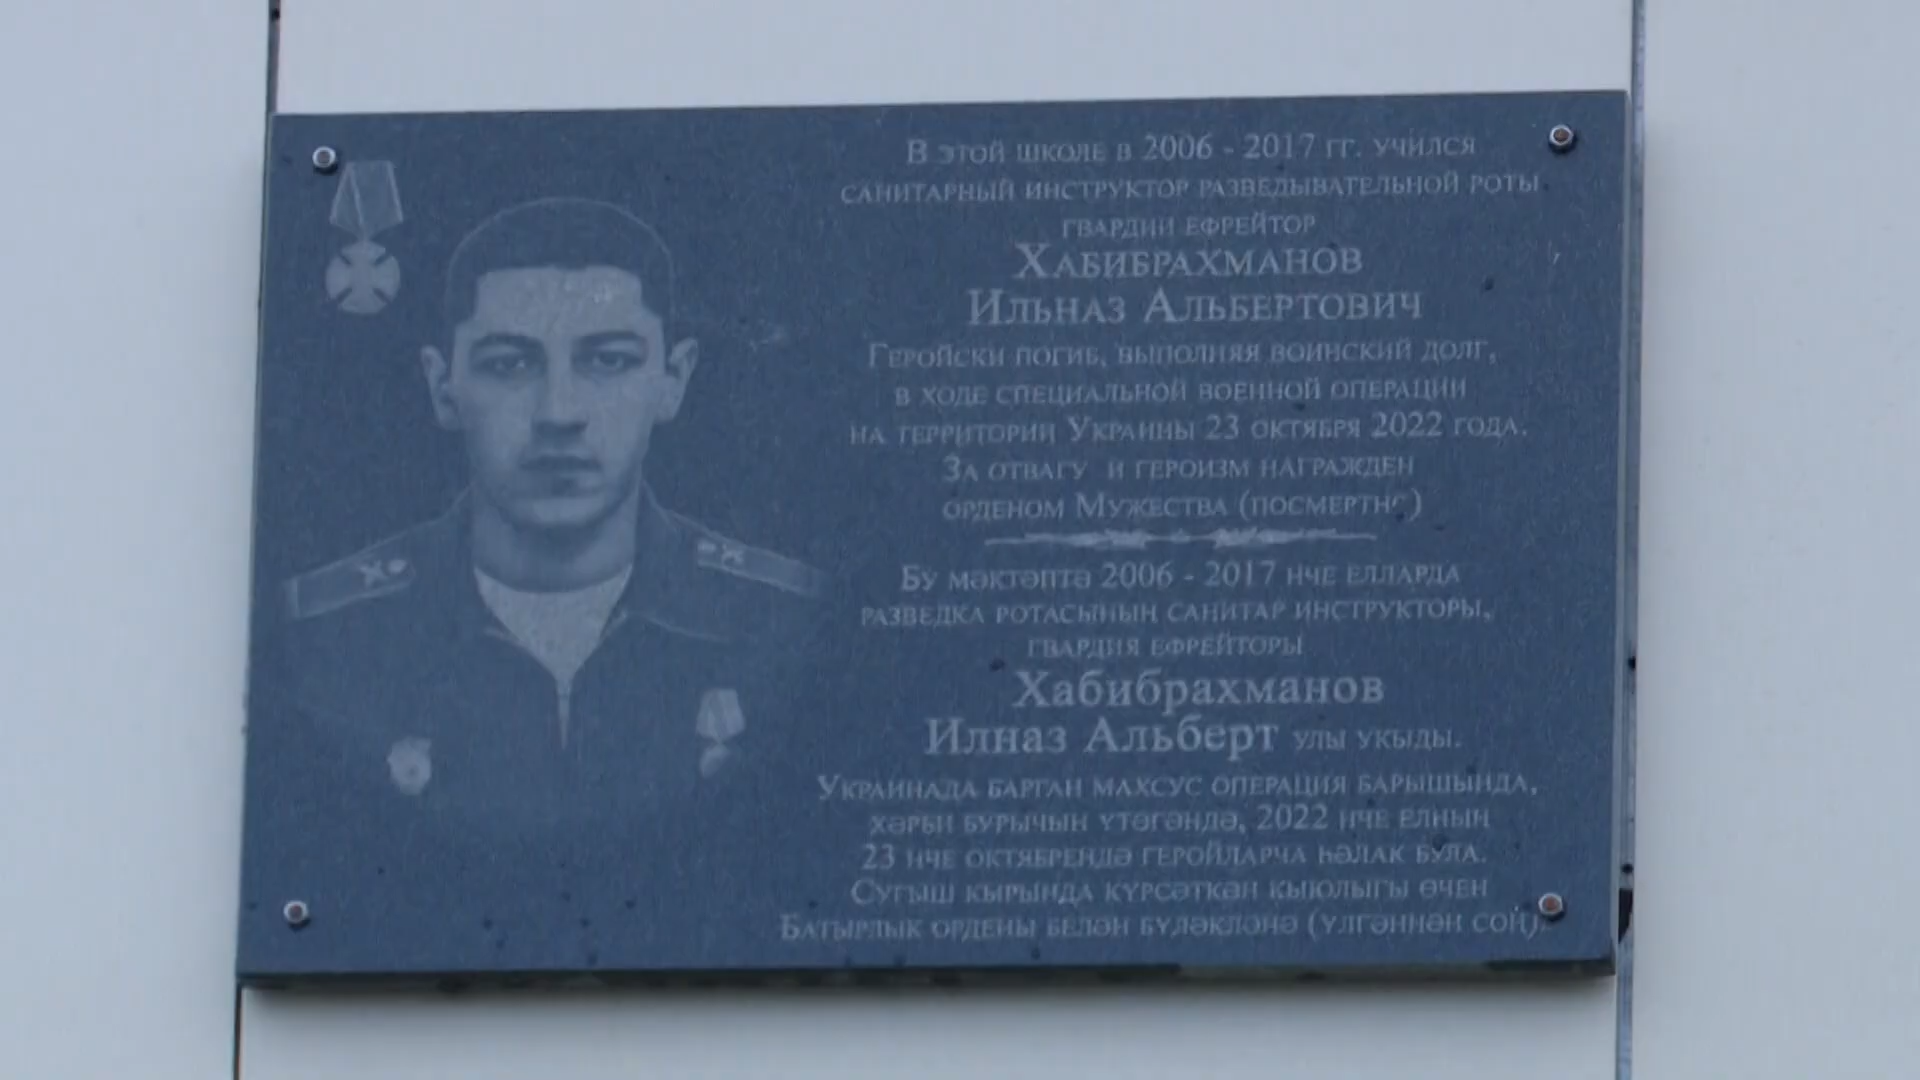 В этой школе в 2006 - 2017 гг. учился
санитарный инструктор разведывательной роты
гвардии ефрейтор
Хабибрахманов
Ильназ Альбертович
Геройски погиб, выполняя воинский долг,
в ходе специальной военной операции
на территории Украины 23 октября 2022 года.
За отвагу и героизм награжден
орденом Мужества (посмертно)
Бу мәктәптә 2006 - 2017 нче елларда
разведка ротасының санитар инструкторы,
гвардия ефрейторы
Хабибрахманов
Илназ Альберт улы укыды.
Украинада барган махсус операция барышында,
хәрби бурычын үтәгәндә, 2022 нче елның
23 нче октябрендә геройларча һәлак була.
Сугыш кырында күрсәткән кыюлыгы өчен
Батырлык ордены белән бүләкләнә (үлгәннән соң).